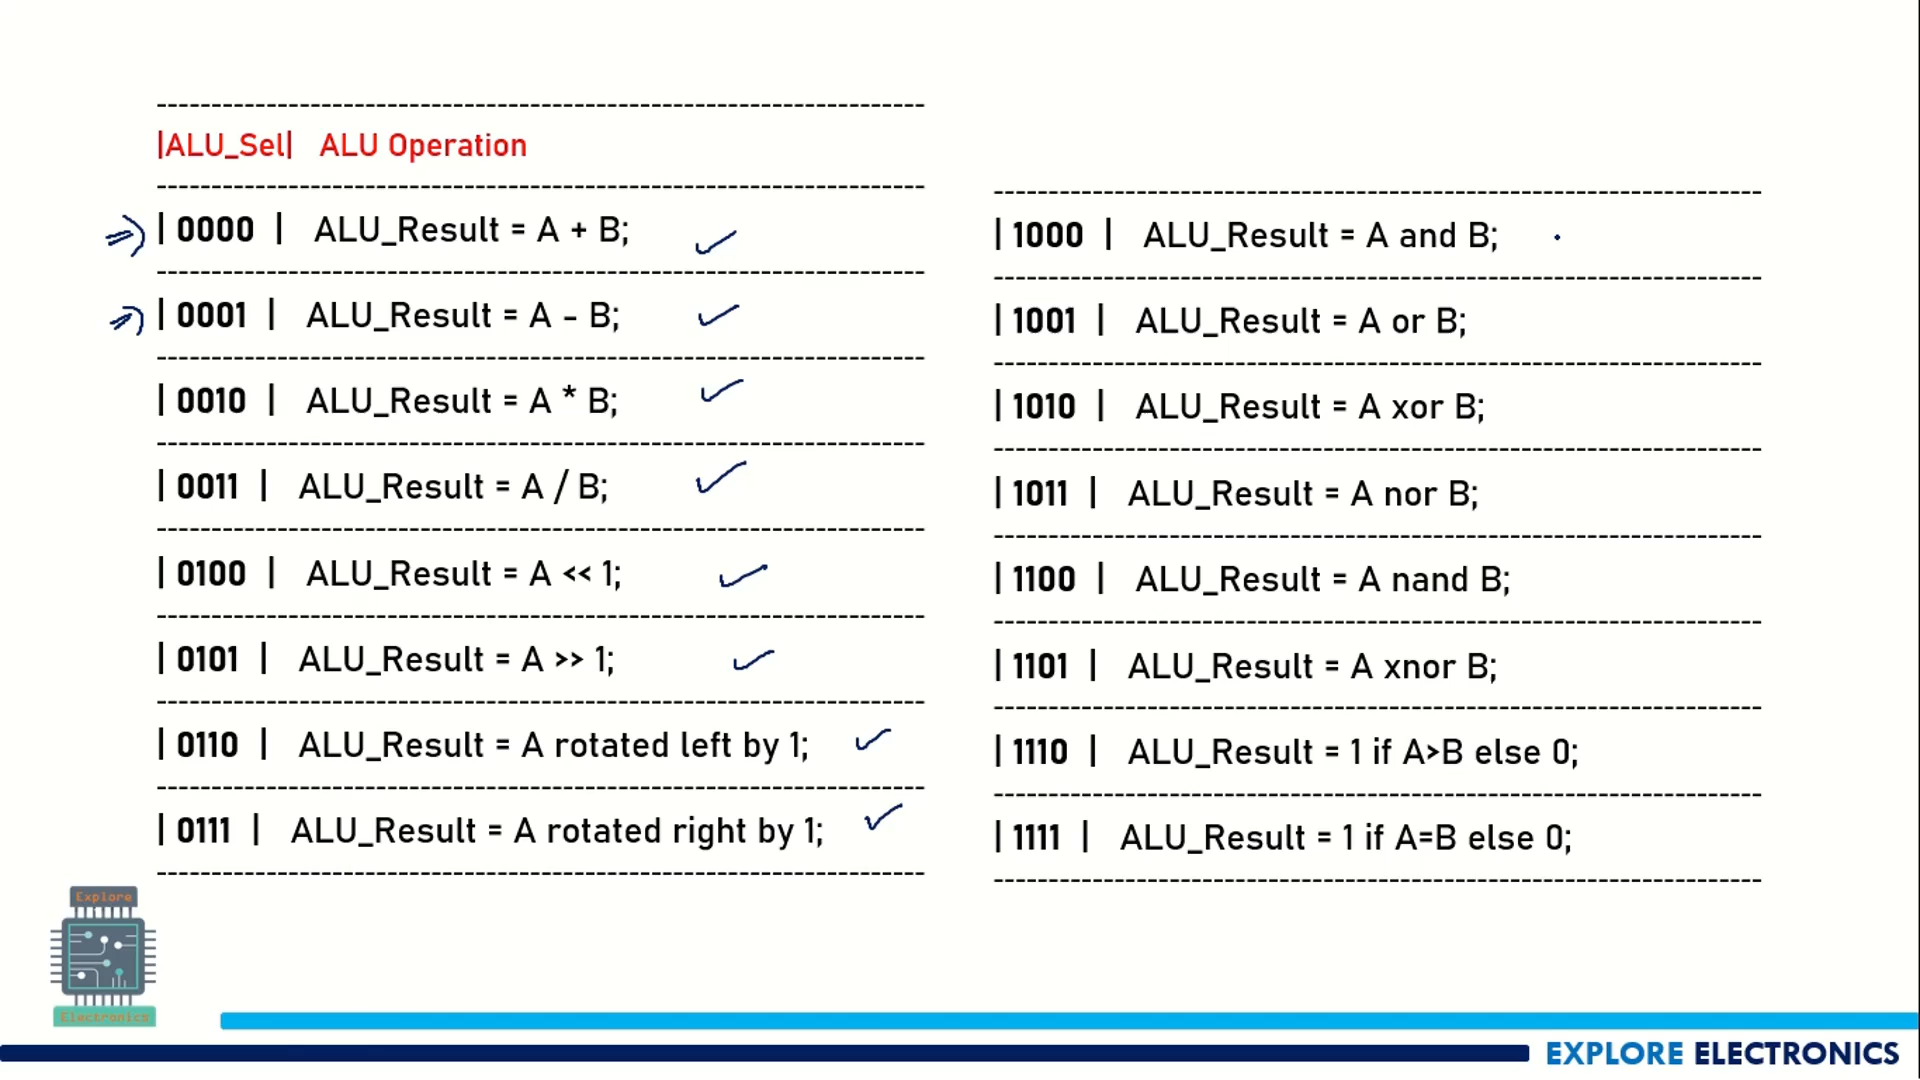 |ALU_Sel|   ALU Operation
| 0000 |   ALU_Result = A + B;
| 0001 |   ALU_Result = A - B;
| 0010 |   ALU_Result = A * B;
| 0011 |   ALU_Result = A / B;
| 0100 |   ALU_Result = A << 1;
| 0101 |   ALU_Result = A >> 1;
| 0110 |   ALU_Result = A rotated left by 1;
| 0111 |   ALU_Result = A rotated right by 1;
| 1000 |   ALU_Result = A and B;
| 1001 |   ALU_Result = A or B;
| 1010 |   ALU_Result = A xor B;
| 1011 |   ALU_Result = A nor B;
| 1100 |   ALU_Result = A nand B;
| 1101 |   ALU_Result = A xnor B;
| 1110 |   ALU_Result = 1 if A>B else 0;
| 1111 |   ALU_Result = 1 if A=B else 0;
Explore
Electronics
EXPLORE ELECTRONICS